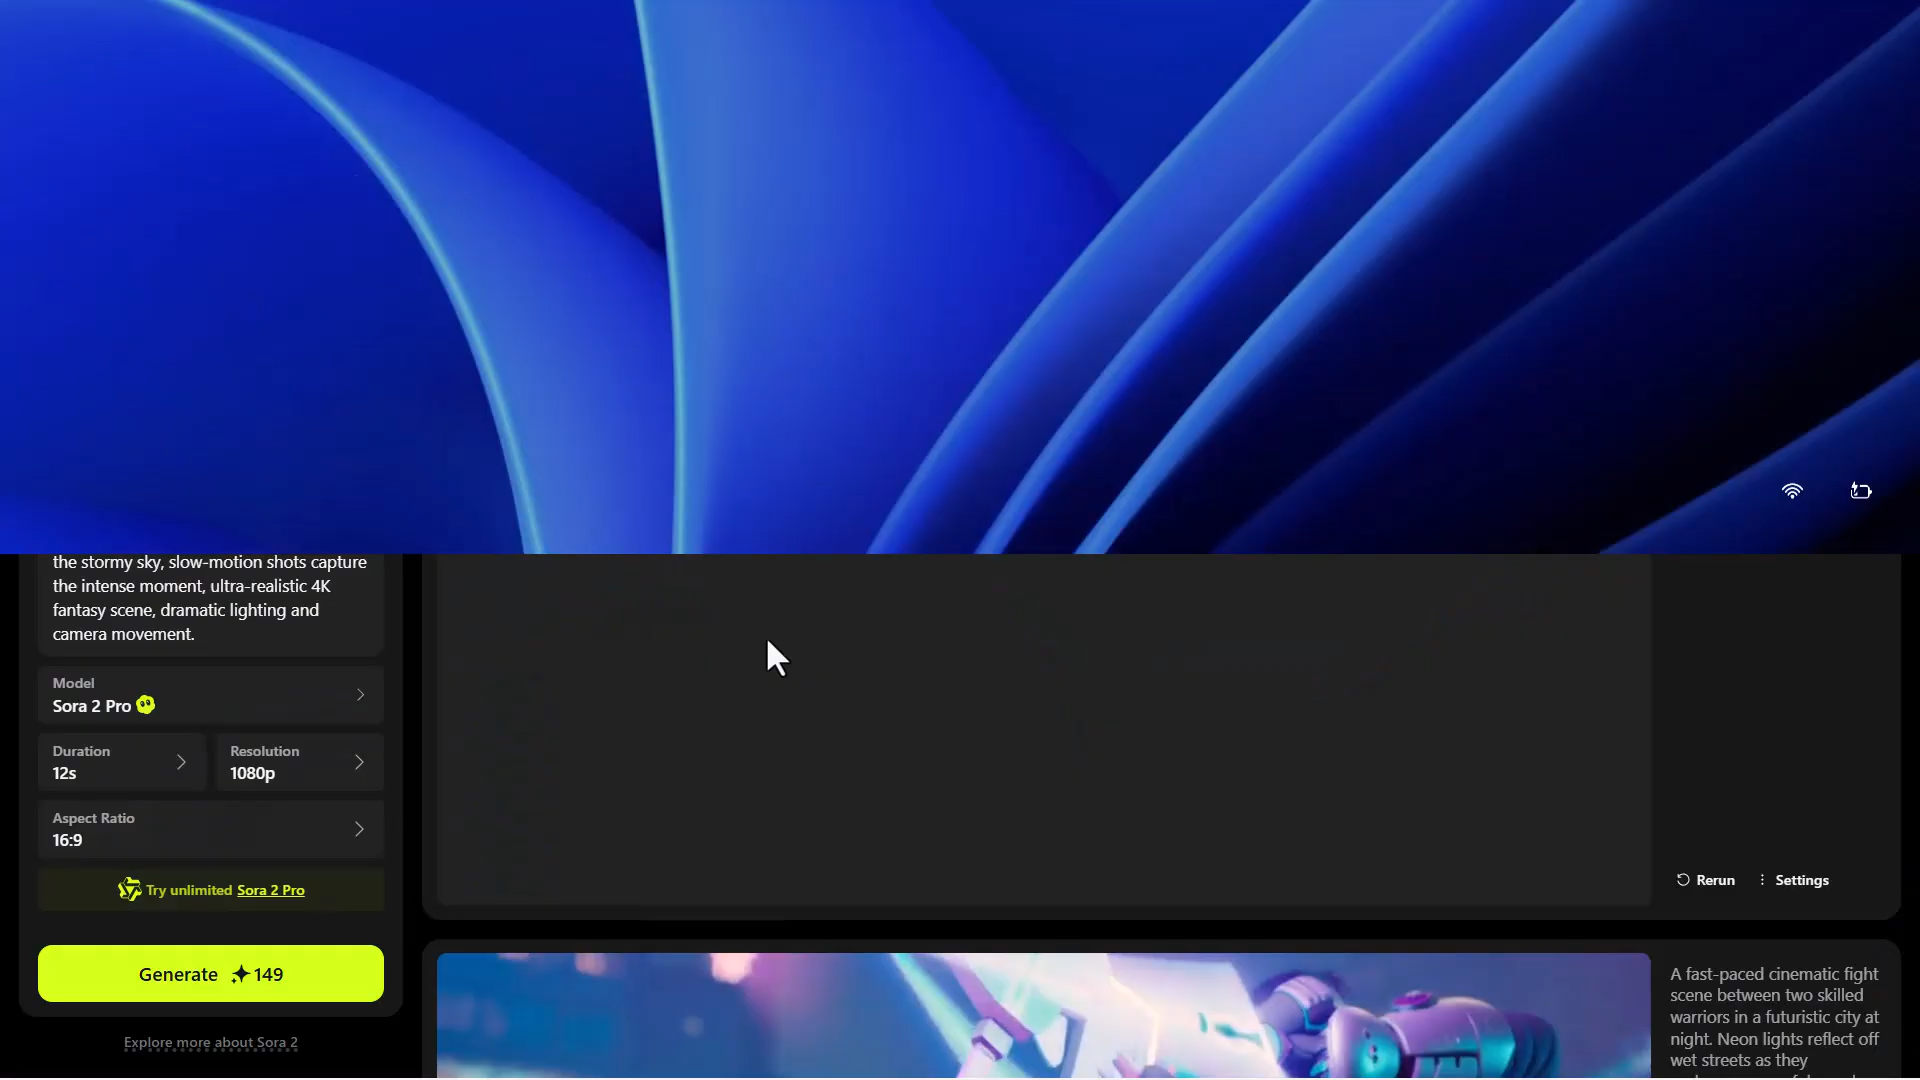 the stormy sky, slow-motion shots capture
the intense moment, ultra-realistic 4K
fantasy scene, dramatic lighting and
camera movement.
Model
Sora 2 Pro
Duration
12s
Resolution
1080p
Aspect Ratio
16:9
Try unlimited Sora 2 Pro
Generate 149
Explore more about Sora 2
Rerun
Settings
A fast-paced cinematic fight
scene between two skilled
warriors in a futuristic city at
night. Neon lights reflect off
wet streets as they